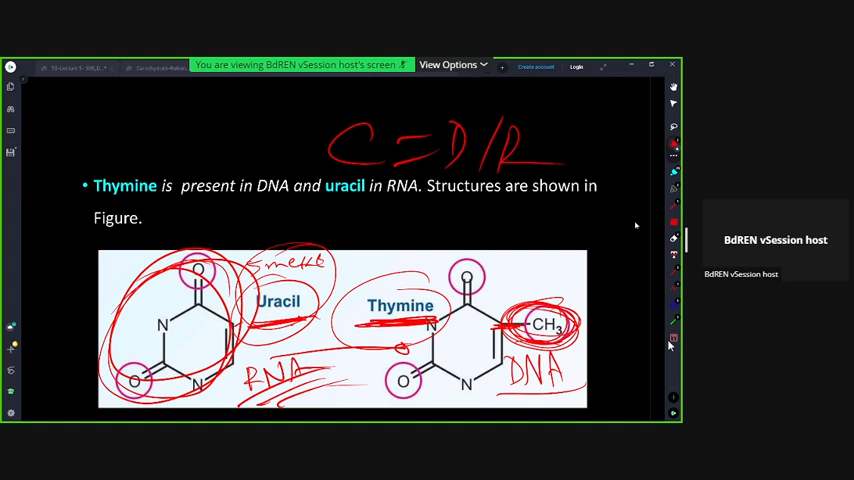 You are viewing BdREN vSession host's screen
View Options
Create account
Login
C = D/R
• Thymine is present in DNA and uracil in RNA. Structures are shown in
Figure.
BdREN vSession host
BdREN vSession host
O
O
Uracil
Thymine
N
N
CH3
O
N
RNA
O
N
DNA